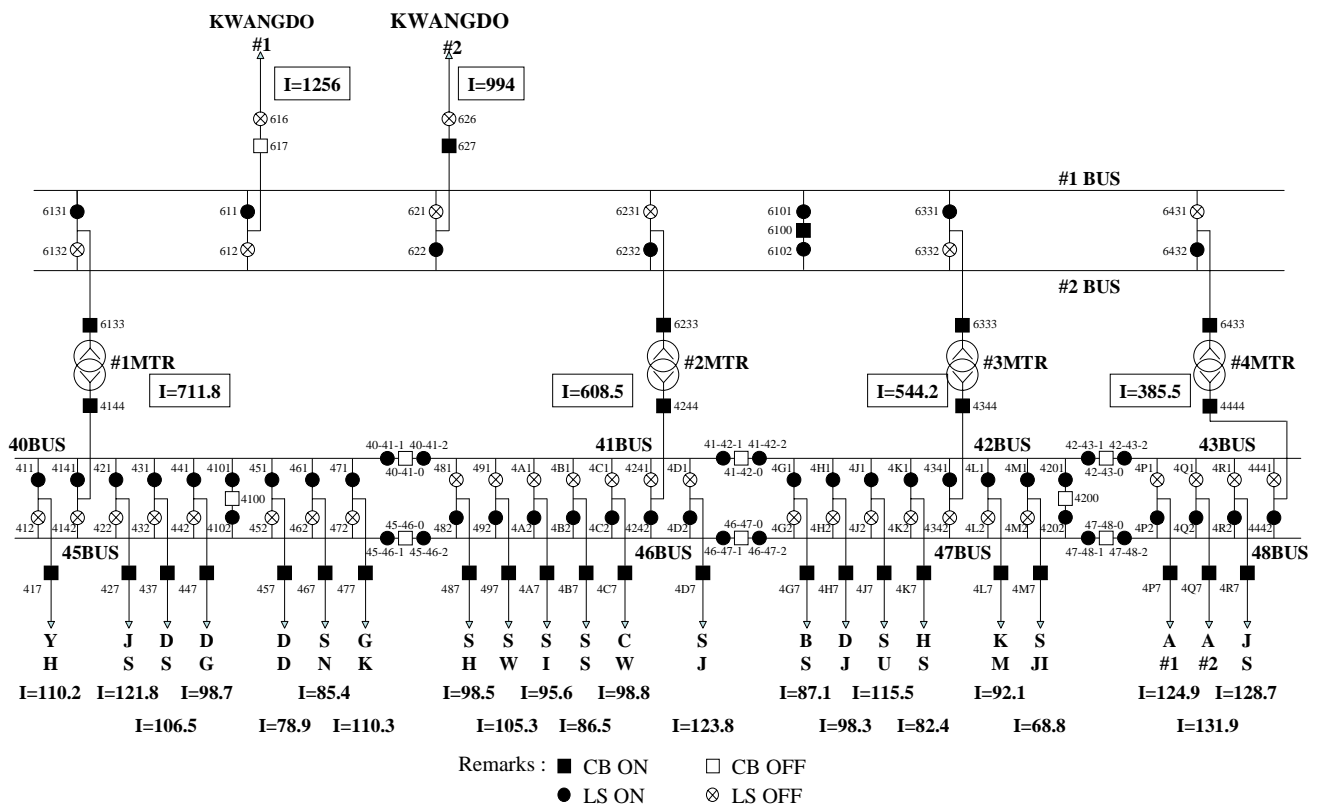 KWANGDO
#1
KWANGDO
#2
I=1256
I=994
616
626
617
627
#1 BUS
6131
611
621
6231
6101
6331
6431
6100
6132
612
622
6232
6102
6332
6432
#2 BUS
6133
6233
6333
6433
#1MTR
#2MTR
#3MTR
#4MTR
I=711.8
I=608.5
I=544.2
I=385.5
4144
4244
4344
4444
40BUS
40-41-1 40-41-2
40-41-0
41BUS
41-42-1 41-42-2
41-42-0
42BUS
42-43-1 42-43-2
42-43-0
43BUS
411 4141 421 431 441 4101 451 461 471
481 491 4A1 4B1 4C1 4241 4D1
4G1 4H1 4J1 4K1 4341 4L1 4M1 4201
4P1 4Q1 4R1 4441
4100
4200
412 4142 422 432 442 4102 452 462 472
482 492 4A2 4B2 4C2 4242 4D2
4G2 4H2 4J2 4K2 4342 4L2 4M2 4202
4P2 4Q2 4R2 4442
45BUS
45-46-0
45-46-1 45-46-2
46BUS
46-47-0
46-47-1 46-47-2
47BUS
47-48-0
47-48-1 47-48-2
48BUS
417 427 437 447 457 467 477
487 497 4A7 4B7 4C7 4D7
4G7 4H7 4J7 4K7 4L7 4M7
4P7 4Q7 4R7
Y J D D D S G S S S S C S B D S H K S A A J
H S S G D N K H W I S W J S J U S M JI #1 #2 S
I=110.2 I=121.8 I=98.7 I=85.4 I=98.5 I=95.6 I=98.8 I=87.1 I=115.5 I=92.1 I=124.9 I=128.7
I=106.5 I=78.9 I=110.3 I=105.3 I=86.5 I=123.8 I=98.3 I=82.4 I=68.8 I=131.9
Remarks : CB ON CB OFF
LS ON LS OFF